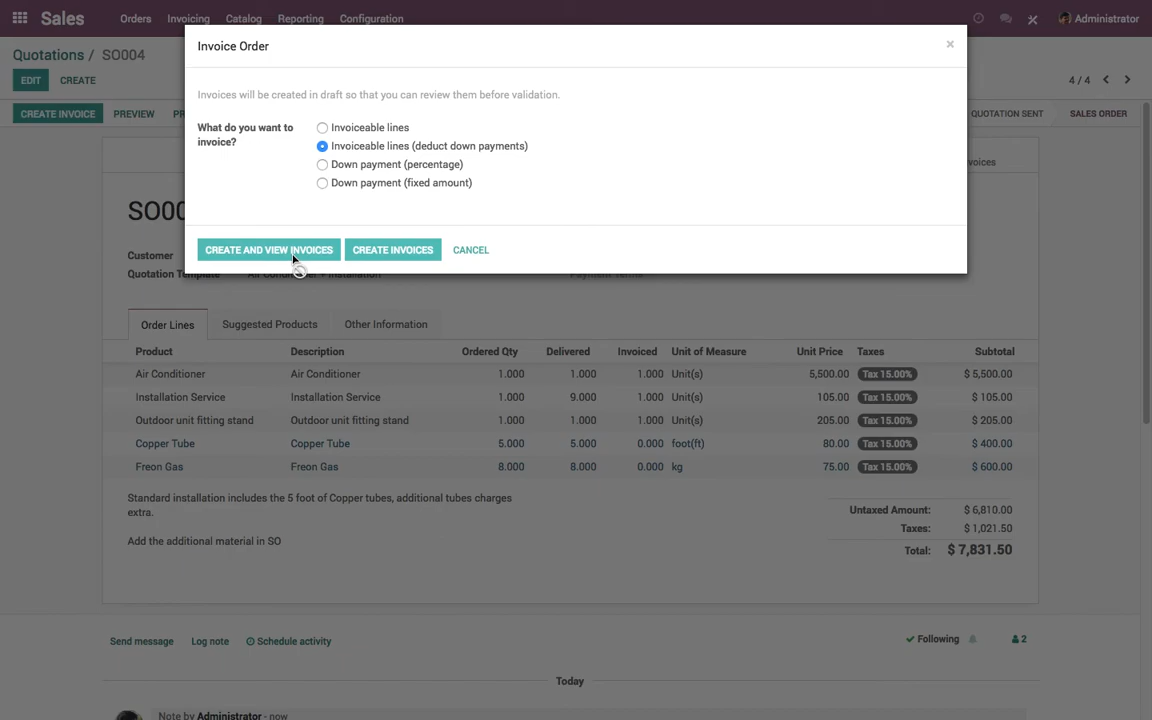 Sales Orders Invoicing Catalog Reporting Configuration Administrator
Invoice Order ×
Quotations / SO004
EDIT CREATE 4 / 4
Invoices will be created in draft so that you can review them before validation.
CREATE INVOICE PREVIEW PR QUOTATION SENT SALES ORDER
What do you want to invoice?
Invoiceable lines
Invoiceable lines (deduct down payments)
Down payment (percentage)
Down payment (fixed amount)
SO00
CREATE AND VIEW INVOICES CREATE INVOICES CANCEL
Customer
Quotation Template Air Conditioner + Installation Payment Terms
Order Lines Suggested Products Other Information
Product Description Ordered Qty Delivered Invoiced Unit of Measure Unit Price Taxes Subtotal
Air Conditioner Air Conditioner 1.000 1.000 1.000 Unit(s) 5,500.00 Tax 15.00% $ 5,500.00
Installation Service Installation Service 1.000 9.000 1.000 Unit(s) 105.00 Tax 15.00% $ 105.00
Outdoor unit fitting stand Outdoor unit fitting stand 1.000 1.000 1.000 Unit(s) 205.00 Tax 15.00% $ 205.00
Copper Tube Copper Tube 5.000 5.000 0.000 foot(ft) 80.00 Tax 15.00% $ 400.00
Freon Gas Freon Gas 8.000 8.000 0.000 kg 75.00 Tax 15.00% $ 600.00
Standard installation includes the 5 foot of Copper tubes, additional tubes charges
extra.
Add the additional material in SO
Untaxed Amount: $ 6,810.00
Taxes: $ 1,021.50
Total: $ 7,831.50
Send message Log note Schedule activity Following 2
Today
Note by Administrator - now